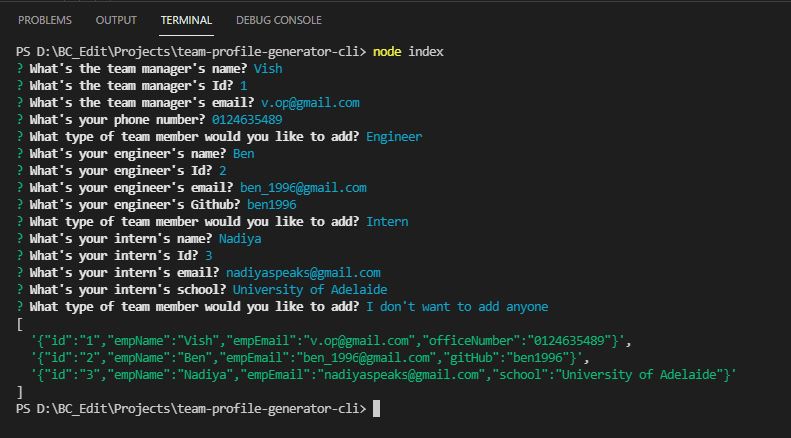 PROBLEMS OUTPUT TERMINAL DEBUG CONSOLE
PS D:\BC_Edit\Projects\team-profile-generator-cli> node index
? What's the team manager's name? Vish
? What's the team manager's Id? 1
? What's the team manager's email? v.op@gmail.com
? What's your phone number? 0124635489
? What type of team member would you like to add? Engineer
? What's your engineer's name? Ben
? What's your engineer's Id? 2
? What's your engineer's email? ben_1996@gmail.com
? What's your engineer's Github? ben1996
? What type of team member would you like to add? Intern
? What's your intern's name? Nadiya
? What's your intern's Id? 3
? What's your intern's email? nadiyaspeaks@gmail.com
? What's your intern's school? University of Adelaide
? What type of team member would you like to add? I don't want to add anyone
[
'{"id":"1","empName":"Vish","empEmail":"v.op@gmail.com","officeNumber":"0124635489"}',
'{"id":"2","empName":"Ben","empEmail":"ben_1996@gmail.com","gitHub":"ben1996"}',
'{"id":"3","empName":"Nadiya","empEmail":"nadiyaspeaks@gmail.com","school":"University of Adelaide"}'
]
PS D:\BC_Edit\Projects\team-profile-generator-cli>